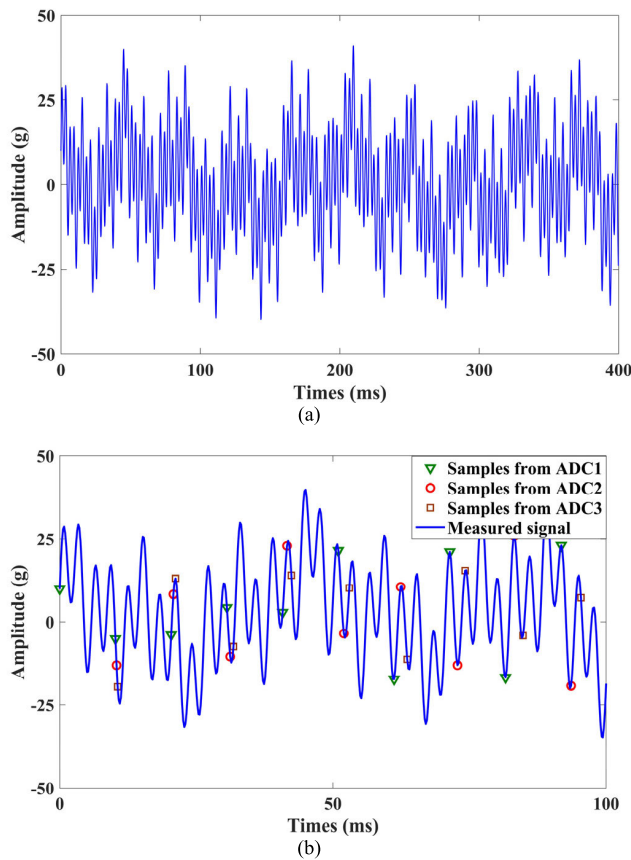 50
25
0
-25
-50
Amplitude (g)
0
100
200
300
400
Times (ms)
(a)
50
25
0
-25
-50
Amplitude (g)
Samples from ADC1
Samples from ADC2
Samples from ADC3
Measured signal
0
50
100
Times (ms)
(b)